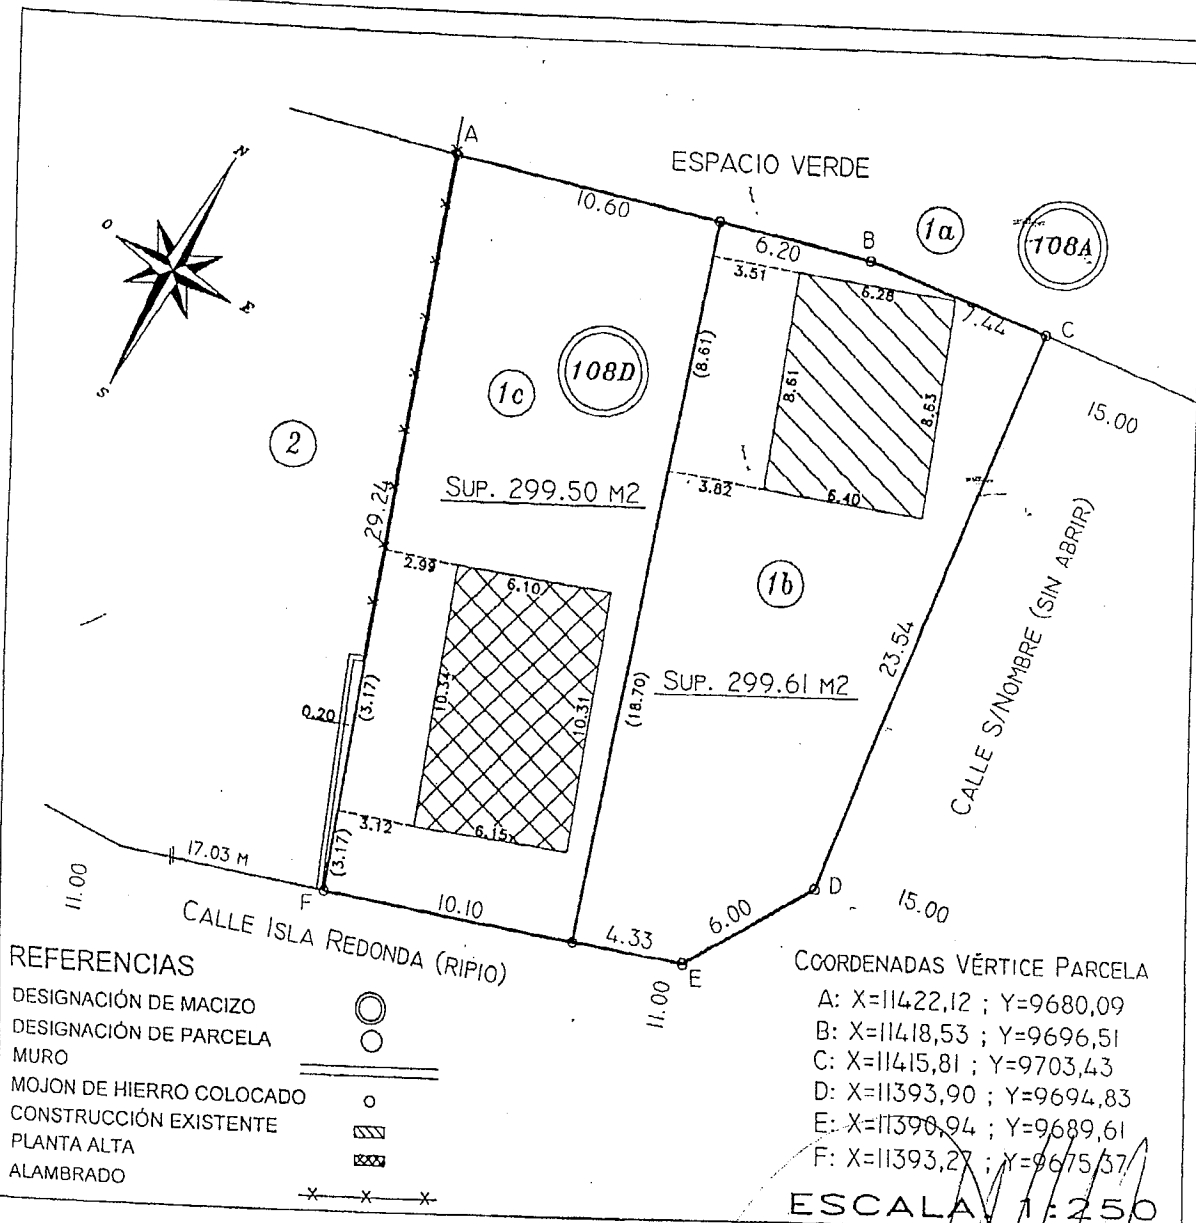 A
ESPACIO VERDE
N
O
E
S
10.60
6.20
B
1a
108A
3.51
6.28
7.44
C
15.00
(8.61)
8.61
8.63
108D
1c
2
29.24
SUP. 299.50 M2
3.82
6.40
2.99
6.10
1b
CALLE S/NOMBRE (SIN ABRIR)
23.54
10.34
10.31
(18.70)
SUP. 299.61 M2
0.20
(3.17)
3.12
6.15
(3.17)
17.03 M
11.00
F
10.10
4.33
6.00
D
15.00
E
11.00
CALLE ISLA REDONDA (RIPIO)
REFERENCIAS
DESIGNACIÓN DE MACIZO
DESIGNACIÓN DE PARCELA
MURO
MOJON DE HIERRO COLOCADO
CONSTRUCCIÓN EXISTENTE
PLANTA ALTA
ALAMBRADO
COORDENADAS VÉRTICE PARCELA
A: X=11422,12 ; Y=9680,09
B: X=11418,53 ; Y=9696,51
C: X=11415,81 ; Y=9703,43
D: X=11393,90 ; Y=9694,83
E: X=11390,94 ; Y=9689,61
F: X=11393,27 ; Y=9675,37
ESCALA 1:250